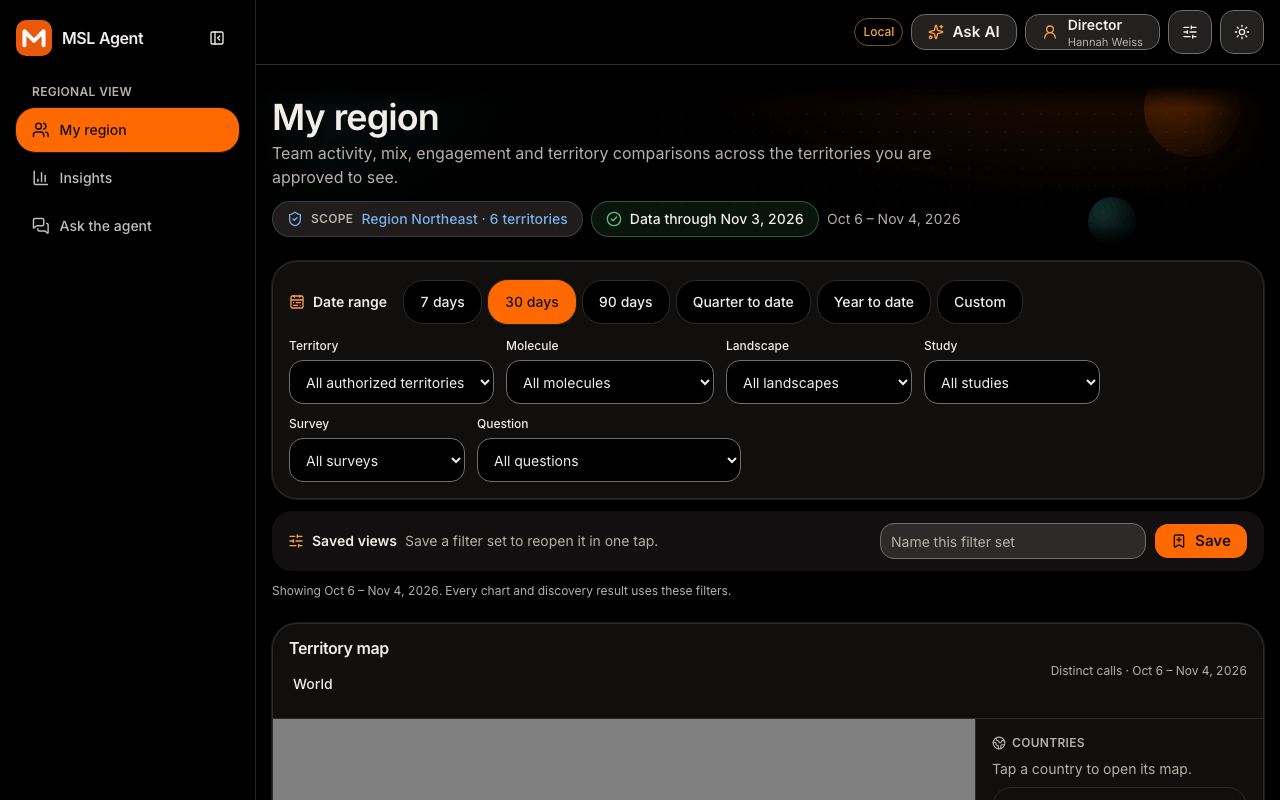 MSL Agent
REGIONAL VIEW
My region
Insights
Ask the agent
Local
Ask AI
Director
Hannah Weiss
My region
Team activity, mix, engagement and territory comparisons across the territories you are
approved to see.
SCOPE Region Northeast · 6 territories
Data through Nov 3, 2026
Oct 6 – Nov 4, 2026
Date range
7 days
30 days
90 days
Quarter to date
Year to date
Custom
Territory
Molecule
Landscape
Study
All authorized territories
All molecules
All landscapes
All studies
Survey
Question
All surveys
All questions
Saved views Save a filter set to reopen it in one tap.
Name this filter set
Save
Showing Oct 6 – Nov 4, 2026. Every chart and discovery result uses these filters.
Territory map
World
Distinct calls · Oct 6 – Nov 4, 2026
COUNTRIES
Tap a country to open its map.